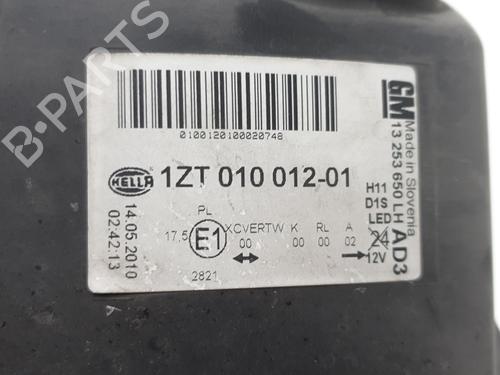 B-PARTS
0100120100020748
HELLA
1ZT 010 012-01
14.05.2010
02:42:13
PL
17,5
E1
2821
XCVERTW K RL A
00 00 00 02
H11
D1S
LED
24
12V
GM
13 253 650 LH
Made in Slovenia
AD3